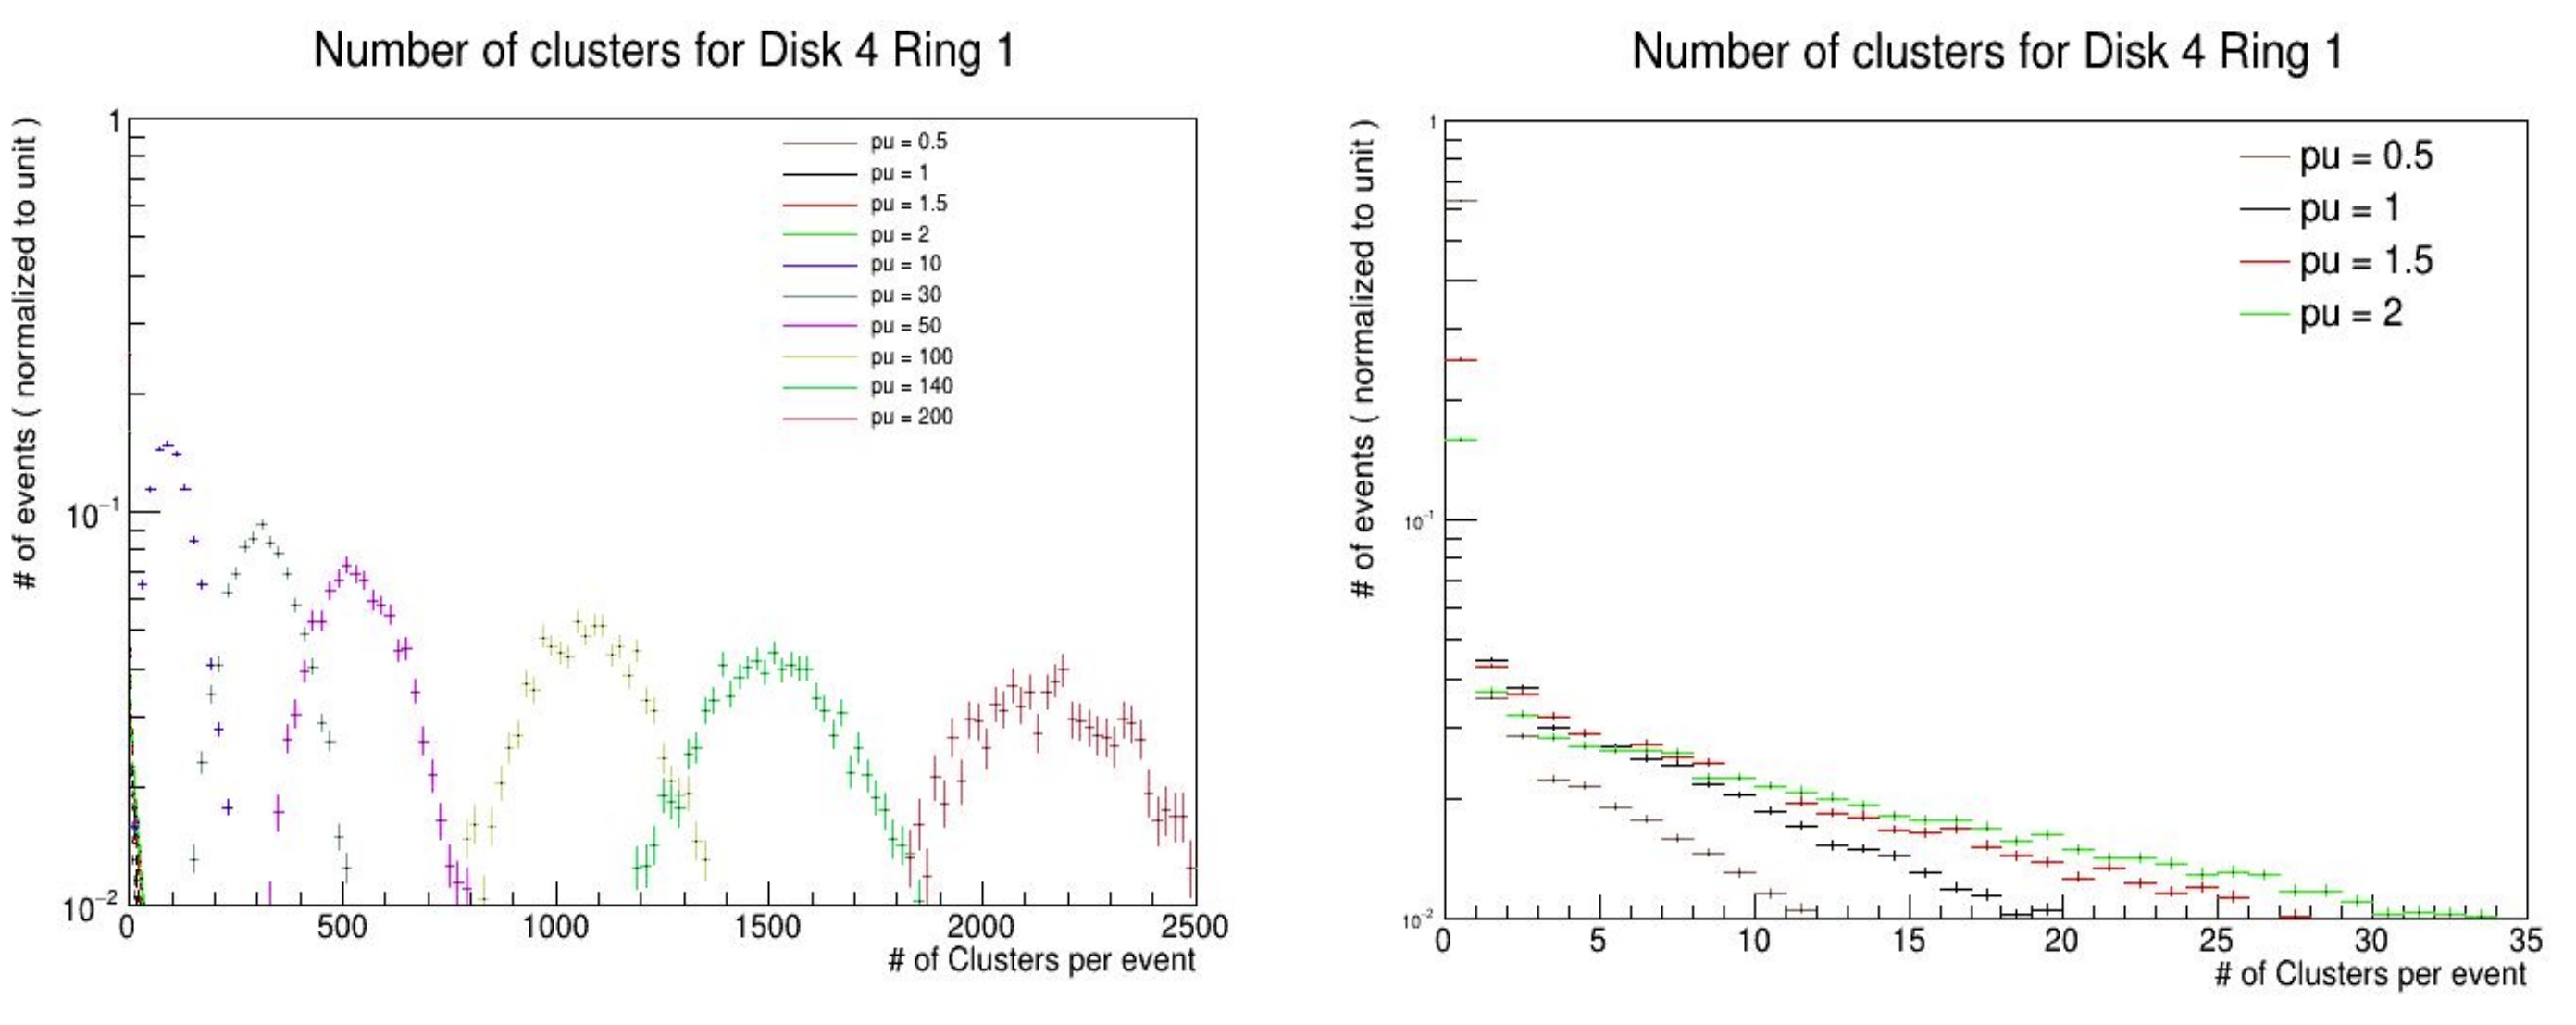 Number of clusters for Disk 4 Ring 1
# of events ( normalized to unit )
1
10⁻¹
10⁻²
pu = 0.5
pu = 1
pu = 1.5
pu = 2
pu = 10
pu = 30
pu = 50
pu = 100
pu = 140
pu = 200
0 500 1000 1500 2000 2500
# of Clusters per event
Number of clusters for Disk 4 Ring 1
# of events ( normalized to unit )
1
10⁻¹
10⁻²
pu = 0.5
pu = 1
pu = 1.5
pu = 2
0 5 10 15 20 25 30 35
# of Clusters per event